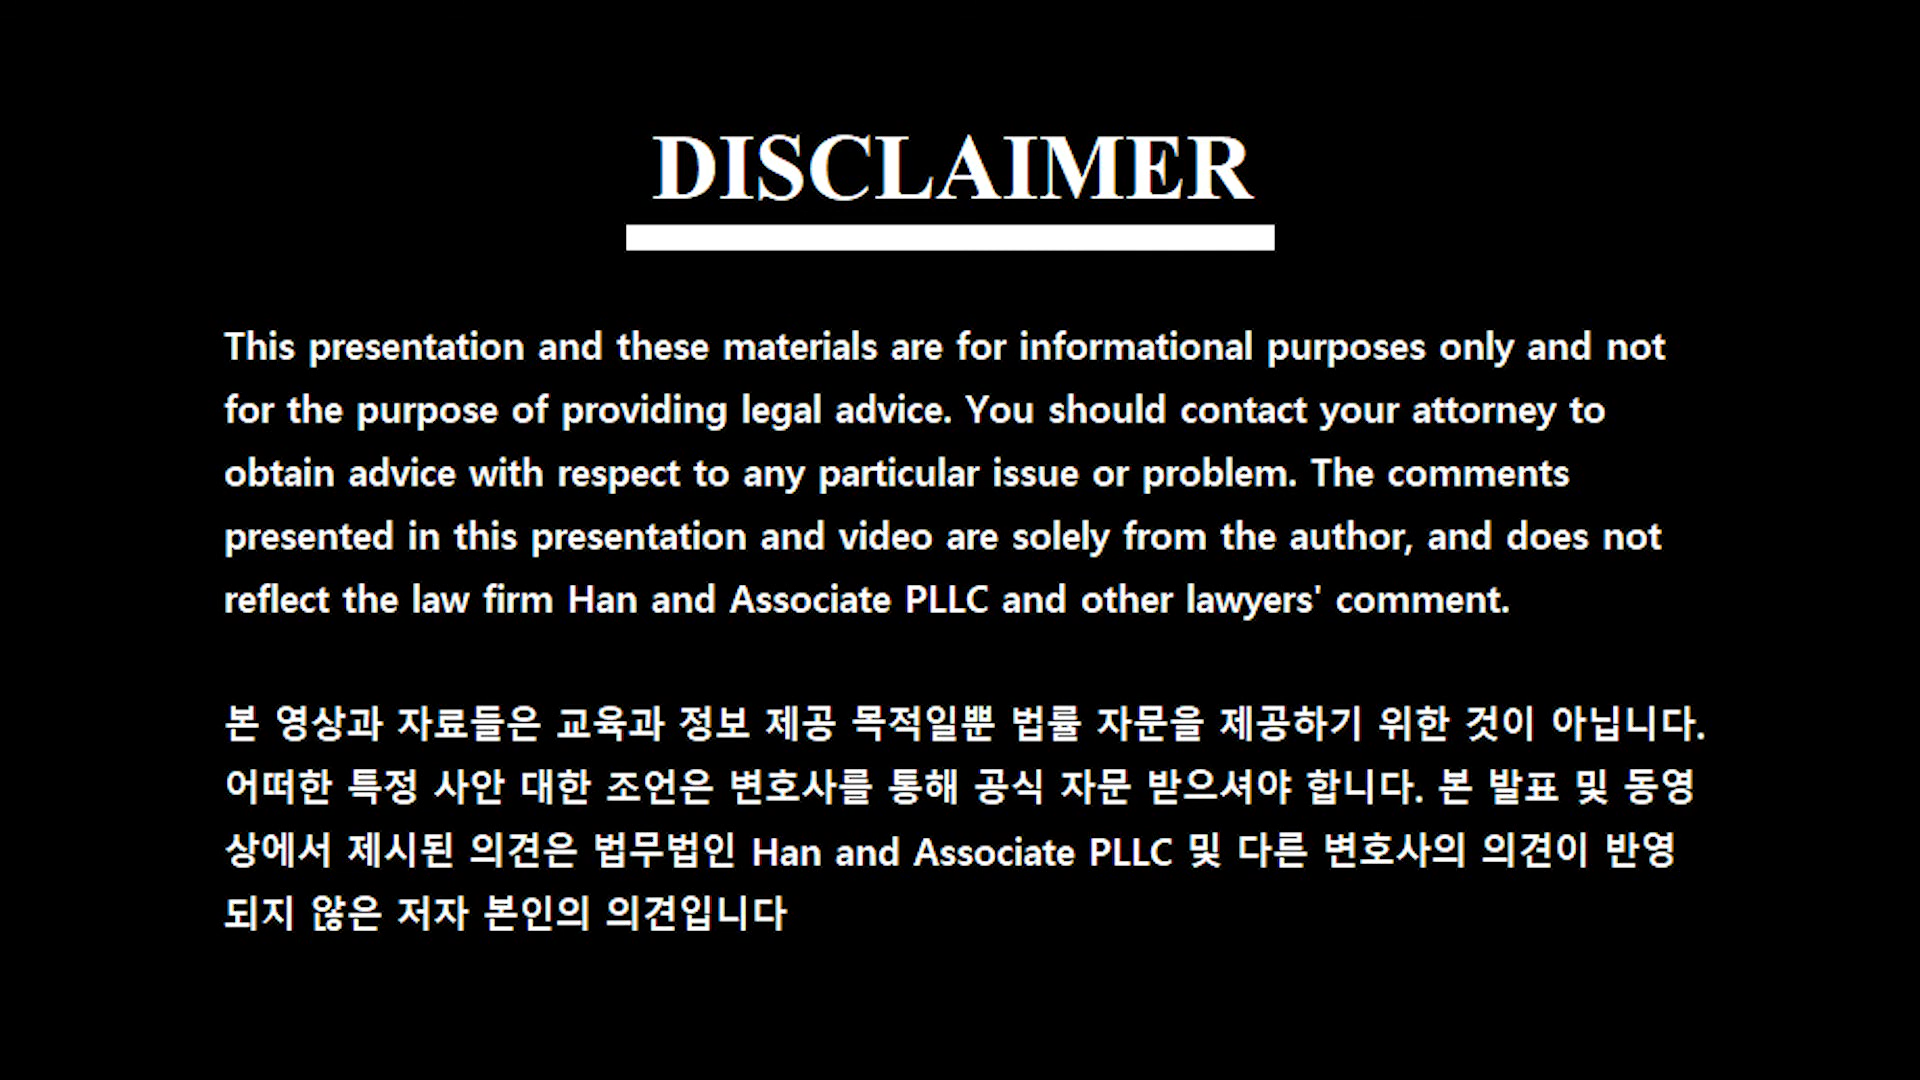 DISCLAIMER
This presentation and these materials are for informational purposes only and not
for the purpose of providing legal advice. You should contact your attorney to
obtain advice with respect to any particular issue or problem. The comments
presented in this presentation and video are solely from the author, and does not
reflect the law firm Han and Associate PLLC and other lawyers' comment.
본 영상과 자료들은 교육과 정보 제공 목적일뿐 법률 자문을 제공하기 위한 것이 아닙니다.
어떠한 특정 사안 대한 조언은 변호사를 통해 공식 자문 받으셔야 합니다. 본 발표 및 동영
상에서 제시된 의견은 법무법인 Han and Associate PLLC 및 다른 변호사의 의견이 반영
되지 않은 저자 본인의 의견입니다